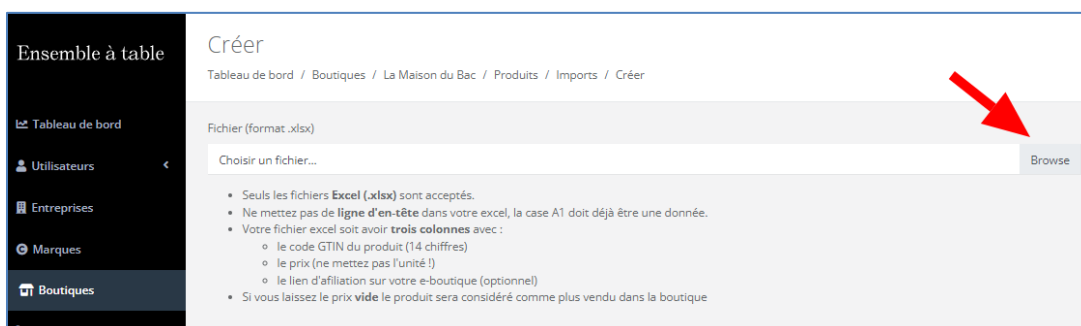 Ensemble à table
Créer
Tableau de bord / Boutiques / La Maison du Bac / Produits / Imports / Créer
Tableau de bord
Utilisateurs
Entreprises
Marques
Boutiques
Fichier (format .xlsx)
Choisir un fichier... Browse
Seuls les fichiers Excel (.xlsx) sont acceptés.
Ne mettez pas de ligne d'en-tête dans votre excel, la case A1 doit déjà être une donnée.
Votre fichier excel soit avoir trois colonnes avec :
le code GTIN du produit (14 chiffres)
le prix (ne mettez pas l'unité !)
le lien d'afiliation sur votre e-boutique (optionnel)
Si vous laissez le prix vide le produit sera considéré comme plus vendu dans la boutique